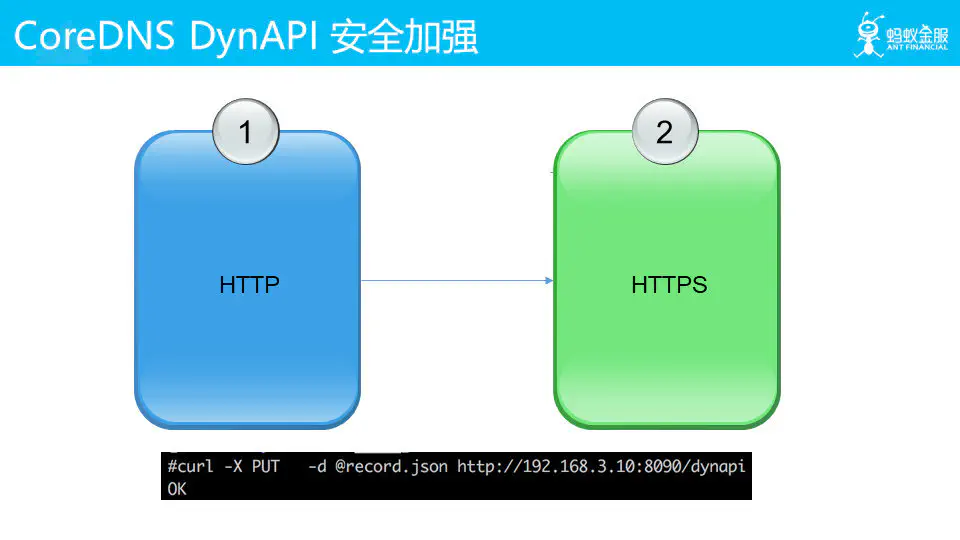 CoreDNS DynAPI 安全加强
蚂蚁金服
ANT FINANCIAL
1
2
HTTP
HTTPS
#curl -X PUT   -d @record.json http://192.168.3.10:8090/dynapi
OK